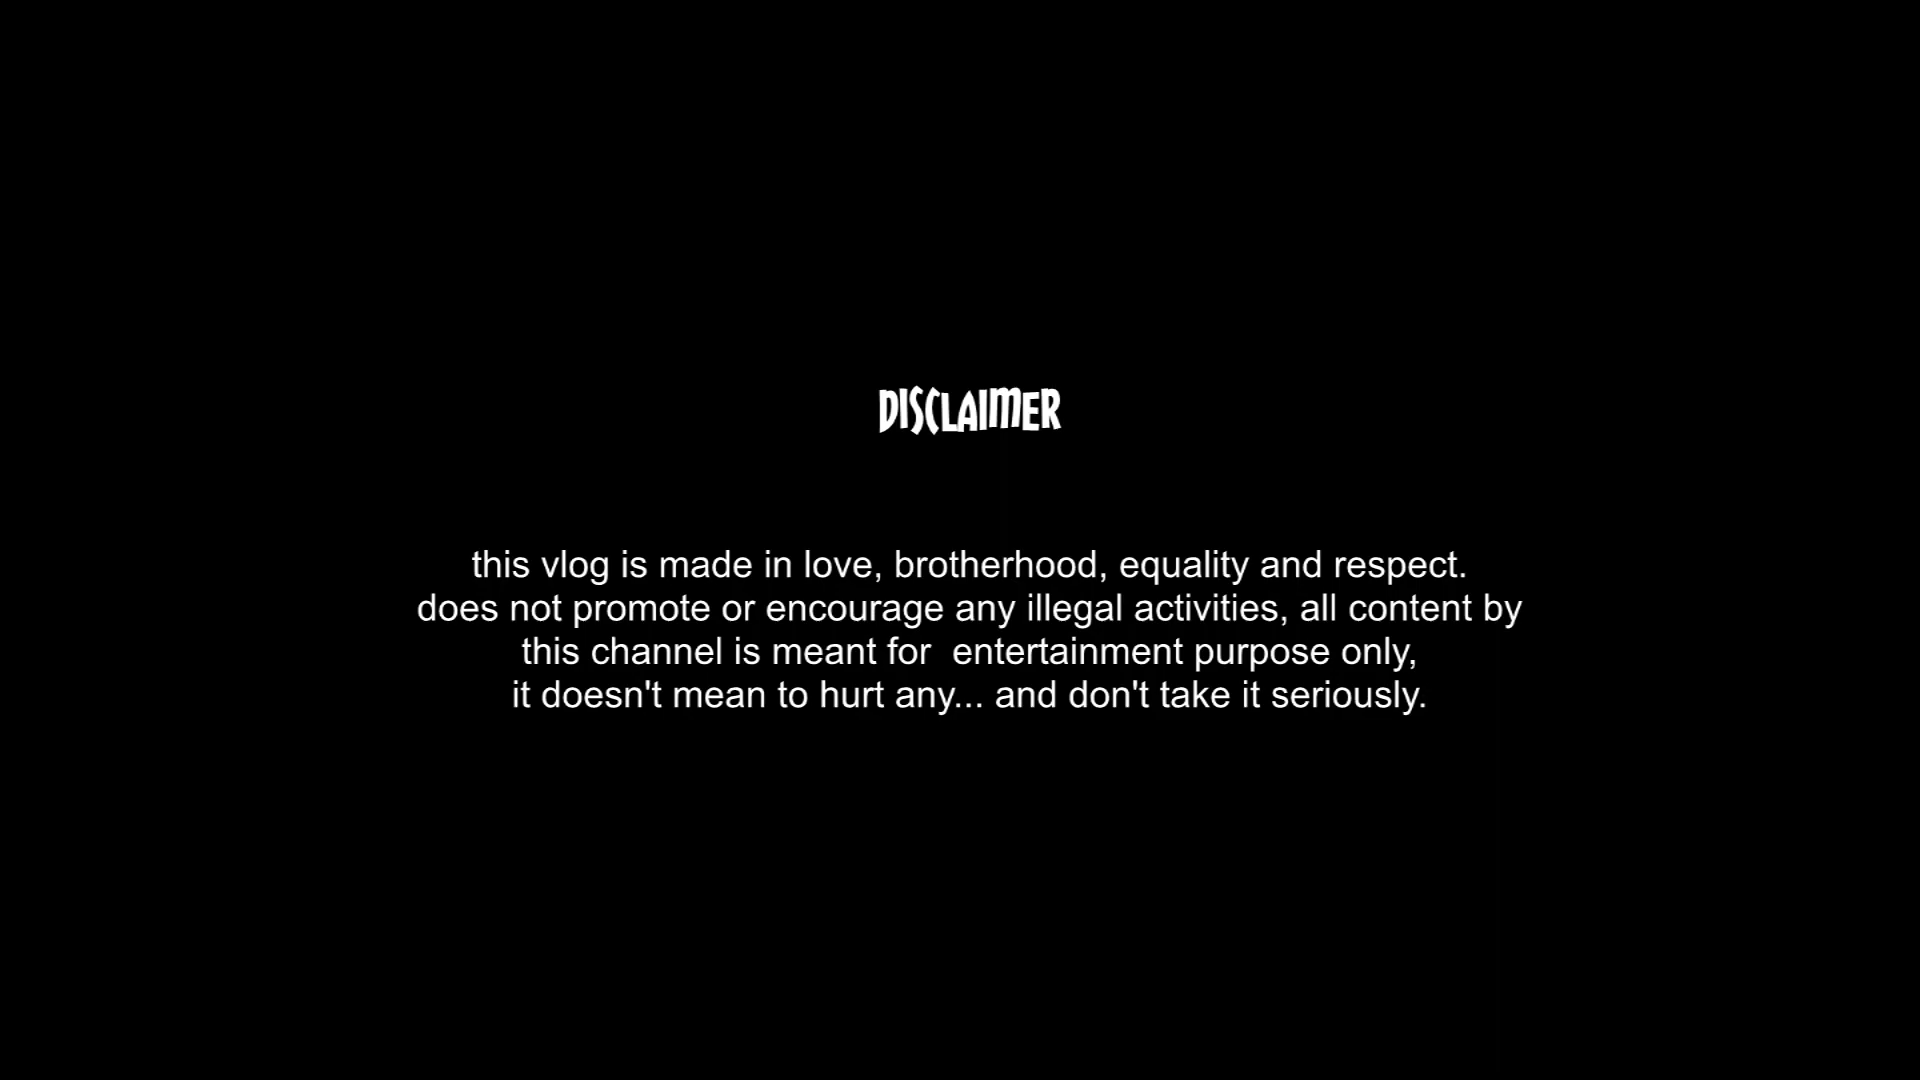 DISCLAIMER
this vlog is made in love, brotherhood, equality and respect.
does not promote or encourage any illegal activities, all content by
this channel is meant for  entertainment purpose only,
it doesn't mean to hurt any... and don't take it seriously.